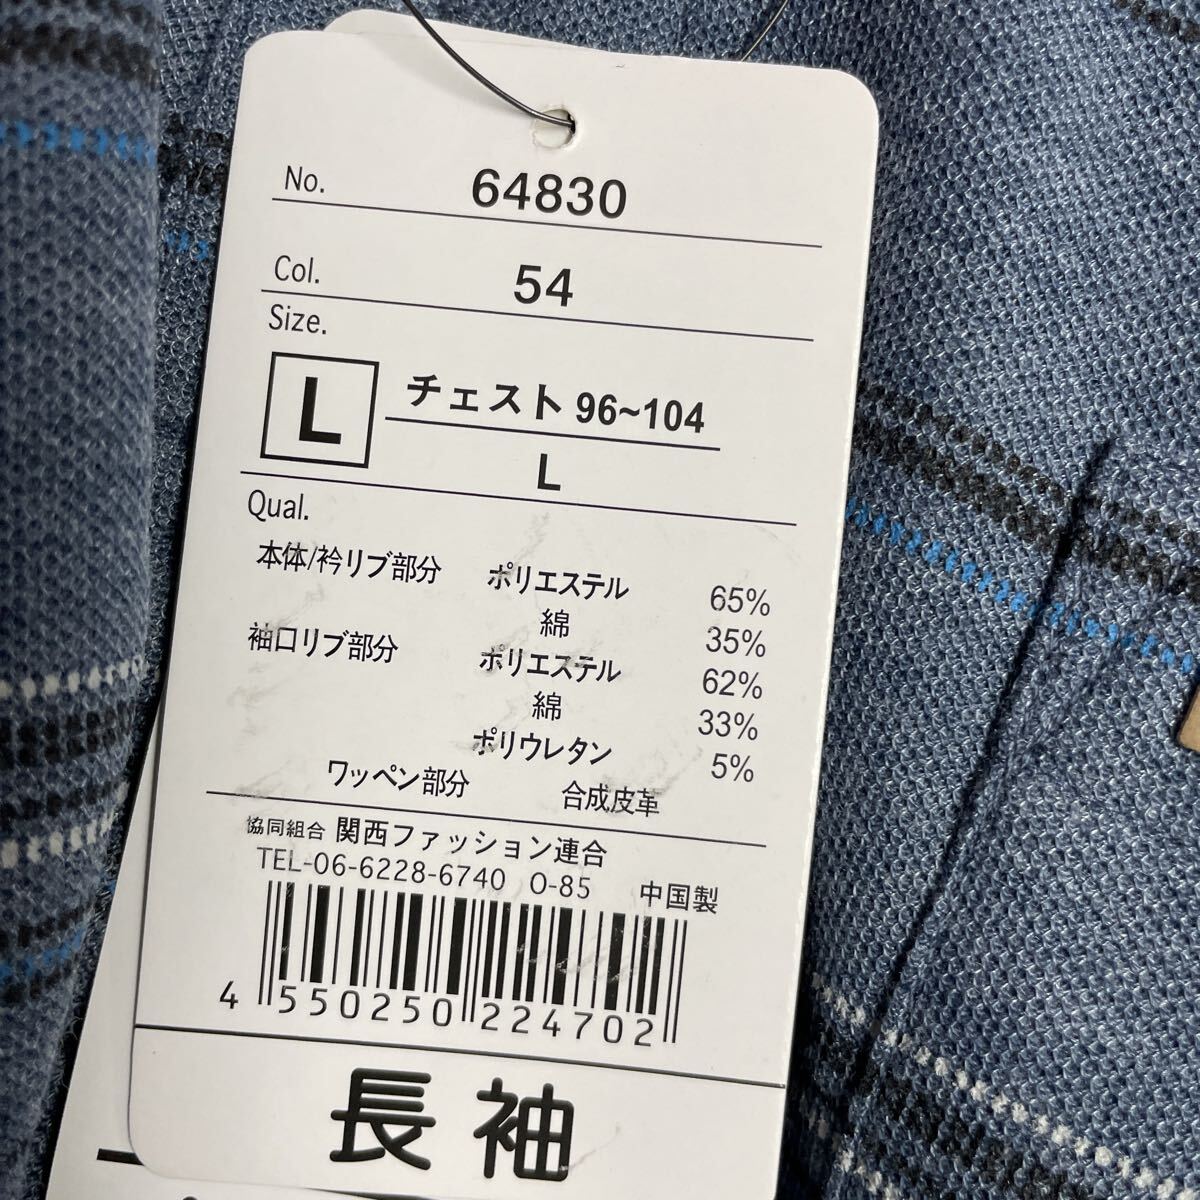 No. 64830
Col. 54
Size.
L チェスト 96~104
L
Qual.
本体/衿リブ部分 ポリエステル 65%
綿 35%
袖口リブ部分 ポリエステル 62%
綿 33%
ポリウレタン 5%
ワッペン部分 合成皮革
協同組合 関西ファッション連合
TEL-06-6228-6740 O-85 中国製
4 550250 224702
長袖